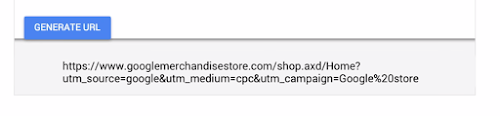 GENERATE URL
https://www.googlemerchandisestore.com/shop.axd/Home?
utm_source=google&utm_medium=cpc&utm_campaign=Google%20store